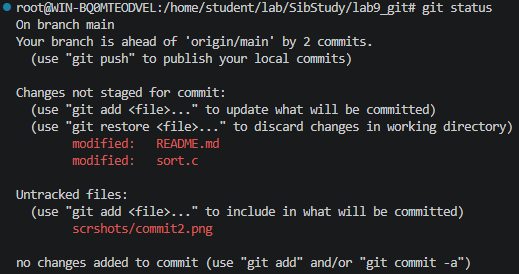 root@WIN-BQ0MTEODVEL:/home/student/lab/SibStudy/lab9_git# git status
On branch main
Your branch is ahead of 'origin/main' by 2 commits.
  (use "git push" to publish your local commits)

Changes not staged for commit:
  (use "git add <file>..." to update what will be committed)
  (use "git restore <file>..." to discard changes in working directory)
        modified:   README.md
        modified:   sort.c

Untracked files:
  (use "git add <file>..." to include in what will be committed)
        scrshots/commit2.png

no changes added to commit (use "git add" and/or "git commit -a")